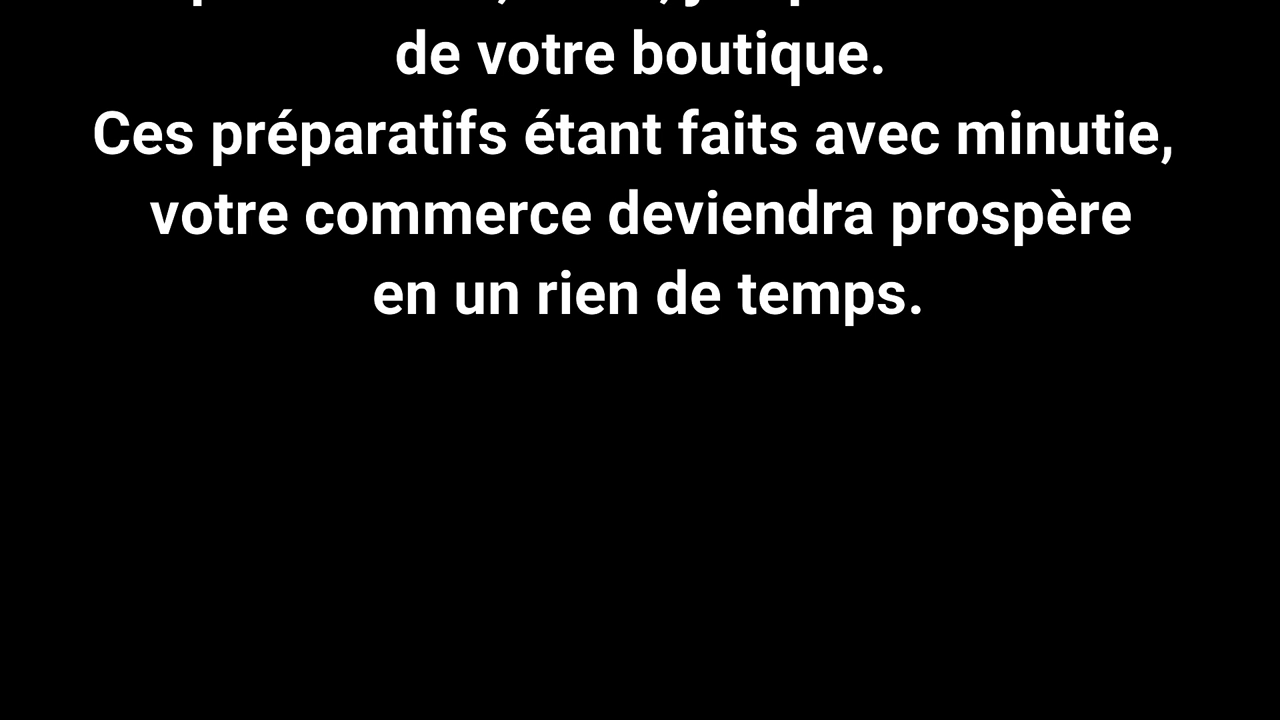 de votre boutique.
Ces préparatifs étant faits avec minutie,
votre commerce deviendra prospère
en un rien de temps.